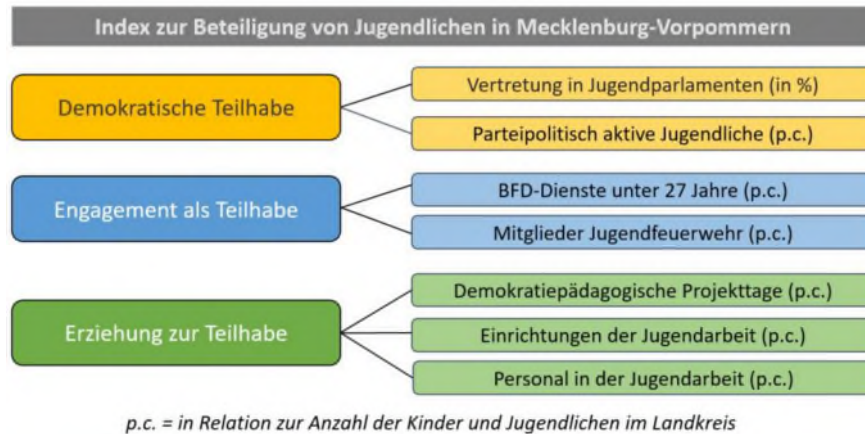 Index zur Beteiligung von Jugendlichen in Mecklenburg-Vorpommern
Demokratische Teilhabe
Vertretung in Jugendparlamenten (in %)
Parteipolitisch aktive Jugendliche (p.c.)
Engagement als Teilhabe
BFD-Dienste unter 27 Jahre (p.c.)
Mitglieder Jugendfeuerwehr (p.c.)
Erziehung zur Teilhabe
Demokratiepädagogische Projekttage (p.c.)
Einrichtungen der Jugendarbeit (p.c.)
Personal in der Jugendarbeit (p.c.)
p.c. = in Relation zur Anzahl der Kinder und Jugendlichen im Landkreis